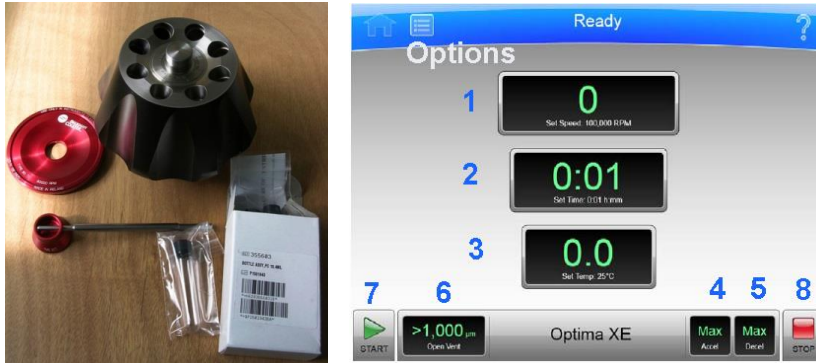 355603
Options
Ready
?
1
0
Set Speed: 100,000 RPM
2
0:01
Set Time: 0:01 h:mm
3
0.0
Set Temp: 25°C
7
6
4
5
8
START
>1,000 µm
Open Vent
Optima XE
Max
Accel
Max
Decel
STOP